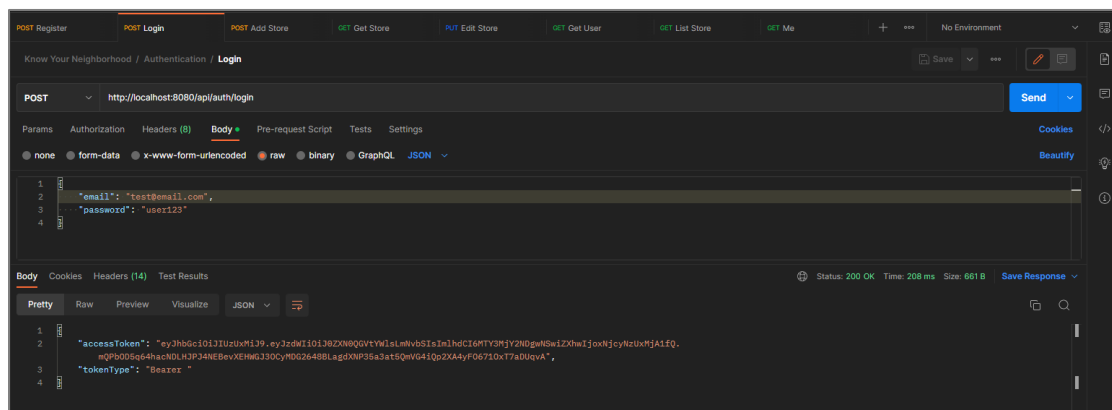 POST Register POST Login POST Add Store GET Get Store PUT Edit Store GET Get User GET List Store GET Me + ooo No Environment
Know Your Neighborhood / Authentication / Login Save ooo
POST http://localhost:8080/api/auth/login Send
Params Authorization Headers (8) Body Pre-request Script Tests Settings Cookies
none form-data x-www-form-urlencoded raw binary GraphQL JSON Beautify
1 {
2 "email": "test@email.com",
3 "password": "user123"
4 }
Body Cookies Headers (14) Test Results Status: 200 OK Time: 208 ms Size: 661 B Save Response
Pretty Raw Preview Visualize JSON
1 {
2 "accessToken": "eyJhbGciOiJIUzUxMiJ9.eyJzdWIiOiJ0ZXN0QGVtYWlsLmNvbSIsImlhdCI6MTY3MjY2NDgwNSwiZXhwIjoxNjcyNzUxMjA1fQ.
mQPbOD5q64hacNDLHJPJ4NEBevXEHWGJ3OCyMDG2648BLagdXNP35a3at5QmVG4iQp2XA4yFO671OxT7aDUqvA",
3 "tokenType": "Bearer "
4 }